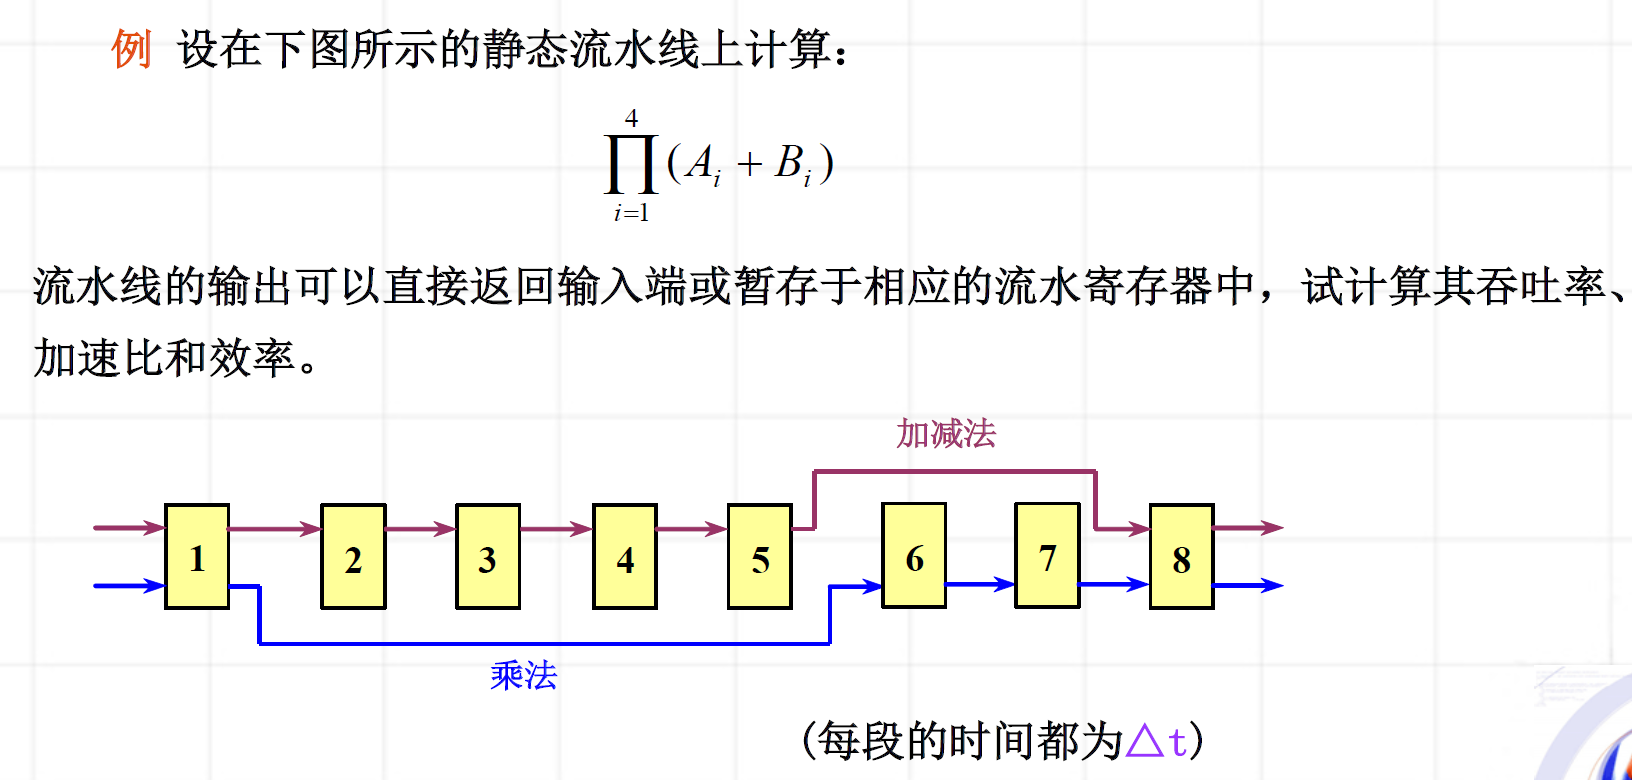 例 设在下图所示的静态流水线上计算：
4
∏(Aᵢ + Bᵢ)
i=1
流水线的输出可以直接返回输入端或暂存于相应的流水寄存器中，试计算其吞吐率、
加速比和效率。
加减法
1 2 3 4 5 6 7 8
乘法
(每段的时间都为△t)